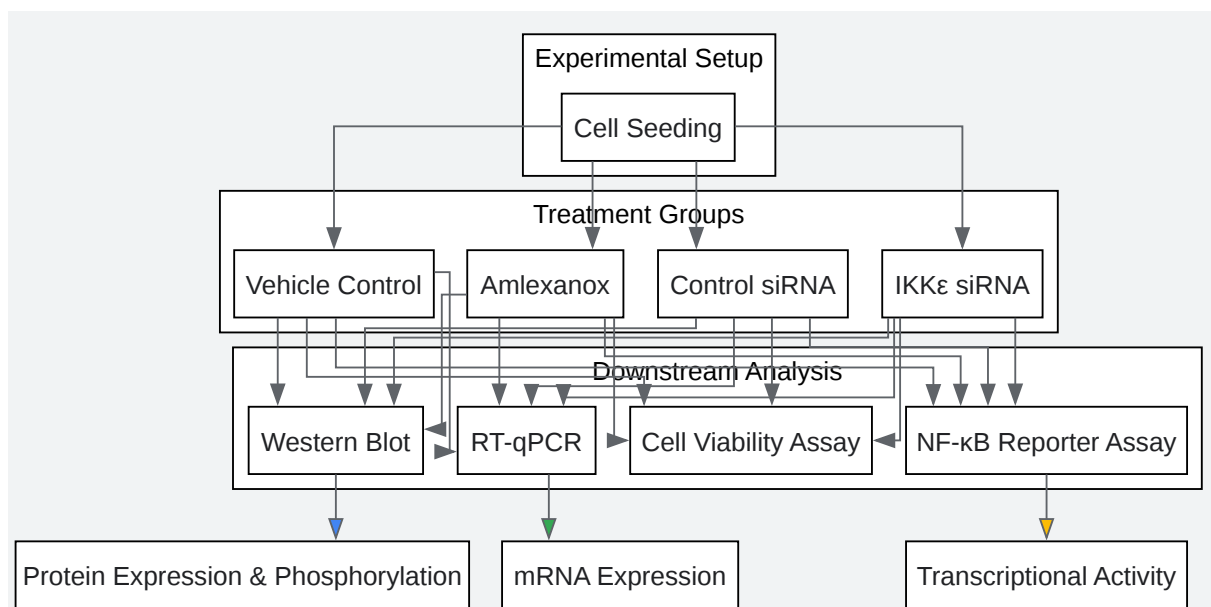 Experimental Setup
Cell Seeding
Treatment Groups
Vehicle Control
Amlexanox
Control siRNA
IKKε siRNA
Downstream Analysis
Western Blot
RT-qPCR
Cell Viability Assay
NF-κB Reporter Assay
Protein Expression & Phosphorylation
mRNA Expression
Transcriptional Activity